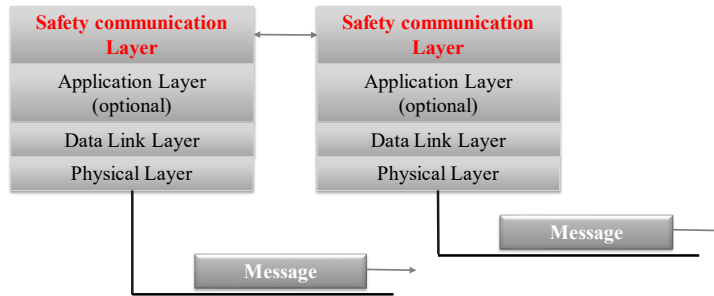 Safety communication
Layer
Application Layer
(optional)
Data Link Layer
Physical Layer
Safety communication
Layer
Application Layer
(optional)
Data Link Layer
Physical Layer
Message
Message